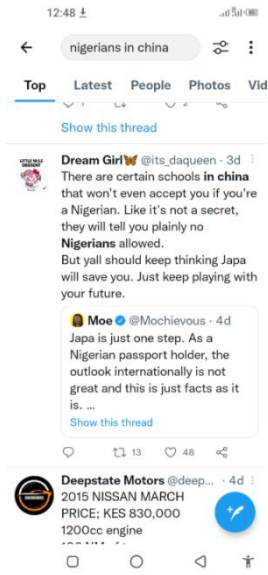 12:48
nigerians in china
Top Latest People Photos Vid
Show this thread
Dream Girl @its_daqueen · 3d
There are certain schools in china
that won't even accept you if you're
a Nigerian. Like it's not a secret,
they will tell you plainly no
Nigerians allowed.
But yall should keep thinking Japa
will save you. Just keep playing with
your future.
Moe @Mochievous · 4d
Japa is just one step. As a
Nigerian passport holder, the
outlook internationally is not
great and this is just facts as it
is. ...
Show this thread
13 48
Deepstate Motors @deep... · 4d
2015 NISSAN MARCH
PRICE; KES 830,000
1200cc engine